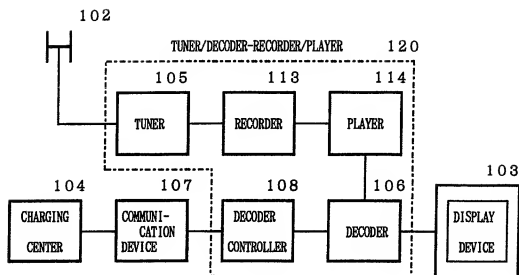 102
TUNER/DECODER-RECORDER/PLAYER 120
105 113 114
TUNER RECORDER PLAYER
104 107 108 106 103
CHARGING CENTER
COMMUNI-
CATION
DEVICE
DECODER
CONTROLLER
DECODER
DISPLAY
DEVICE